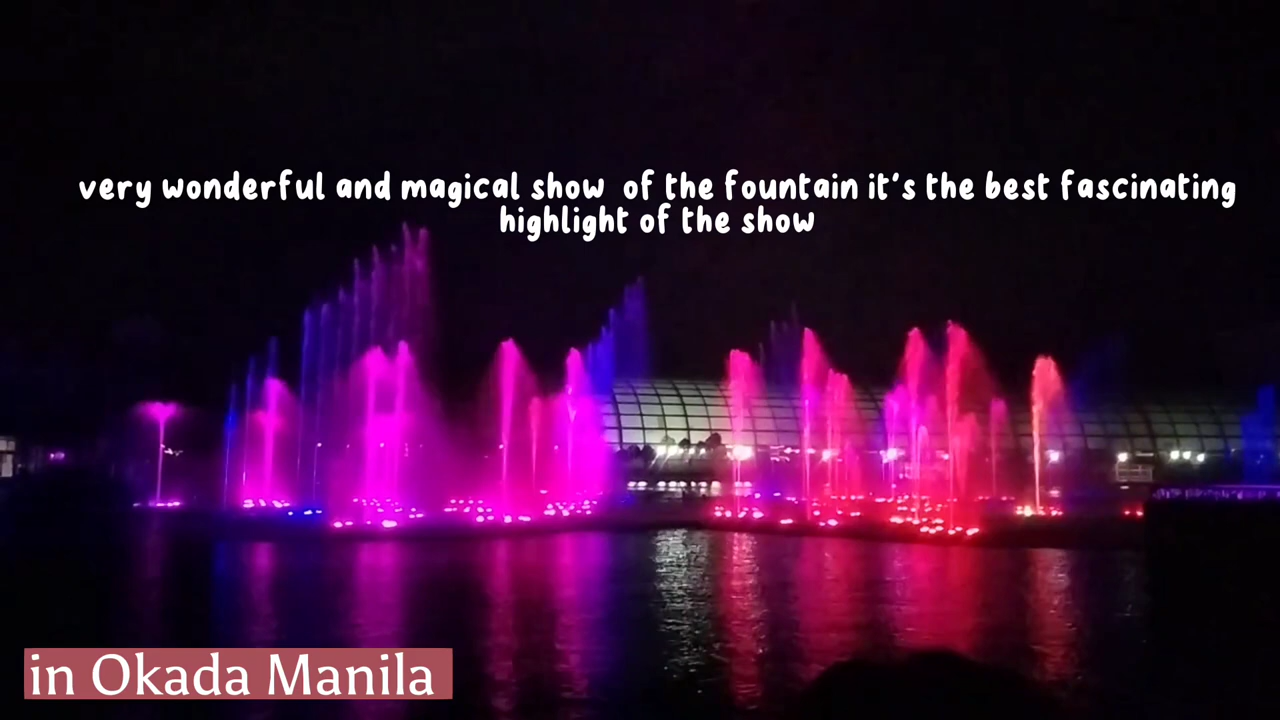 very wonderful and magical show of the fountain it's the best fascinating
highlight of the show
in Okada Manila